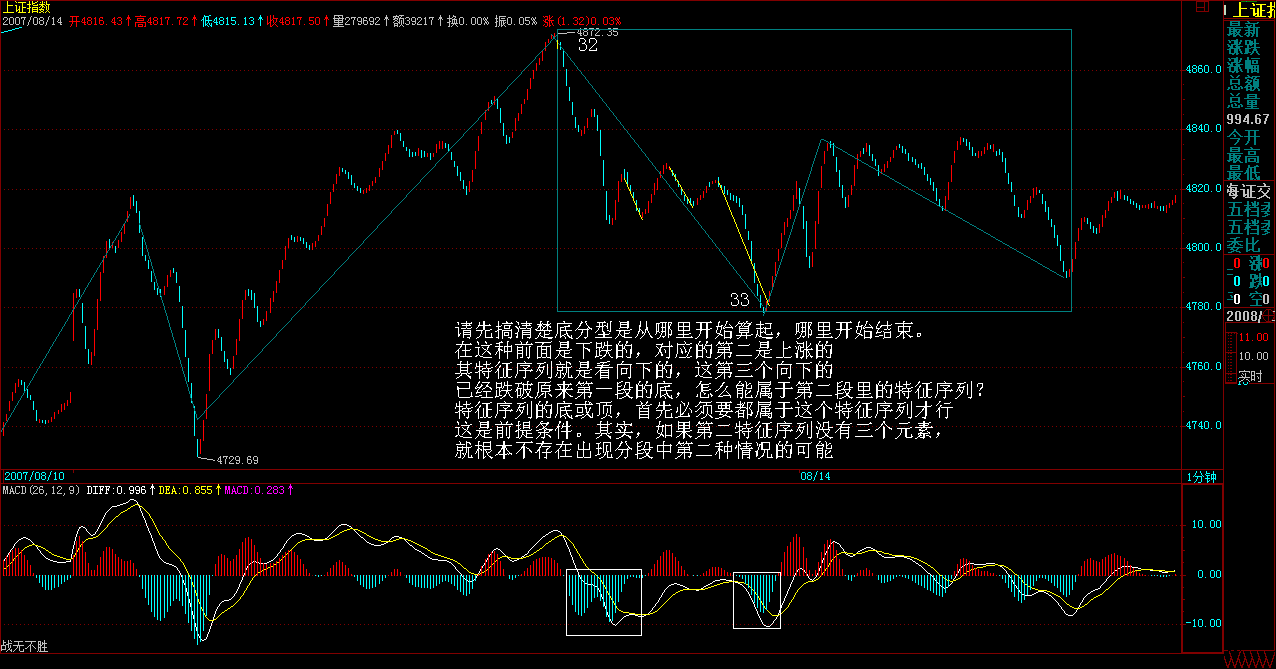 上证指数
2007/08/14 开4818.43↑高4817.72↑低4815.13↑收4817.50↑量279692↑额39217↑换0.00% 振0.05% 涨(1.32)0.03%
4872.35
32
4860.0
4840.0
4820.0
4800.0
4780.0
4760.0
4740.0
33
请先搞清楚底分型是从哪里开始算起,哪里开始结束。
在这种前面是下跌的,对应的第二是上涨的
其特征序列就是看向下的,这第三个向下的
已经跌破原来第一段的底,怎么能属于第二段里的特征序列?
特征序列的底或顶,首先必须要都属于这个特征序列才行
这是前提条件。其实,如果第二特征序列没有三个元素,
就根本不存在出现分段中第二种情况的可能
4729.69
2007/08/10
08/14
1分钟
MACD(26,12,9) DIFF:0.996↑DEA:0.855↑MACD:0.283↑
10.00
0.00
-10.00
战无不胜
上证指
最新
涨跌
涨幅
总额
总量
994.67
今开
最高
最低
海证交
五档
五档
委比
0 涨0
0 跌0
0 空0
2008/
11.00
10.00
实时